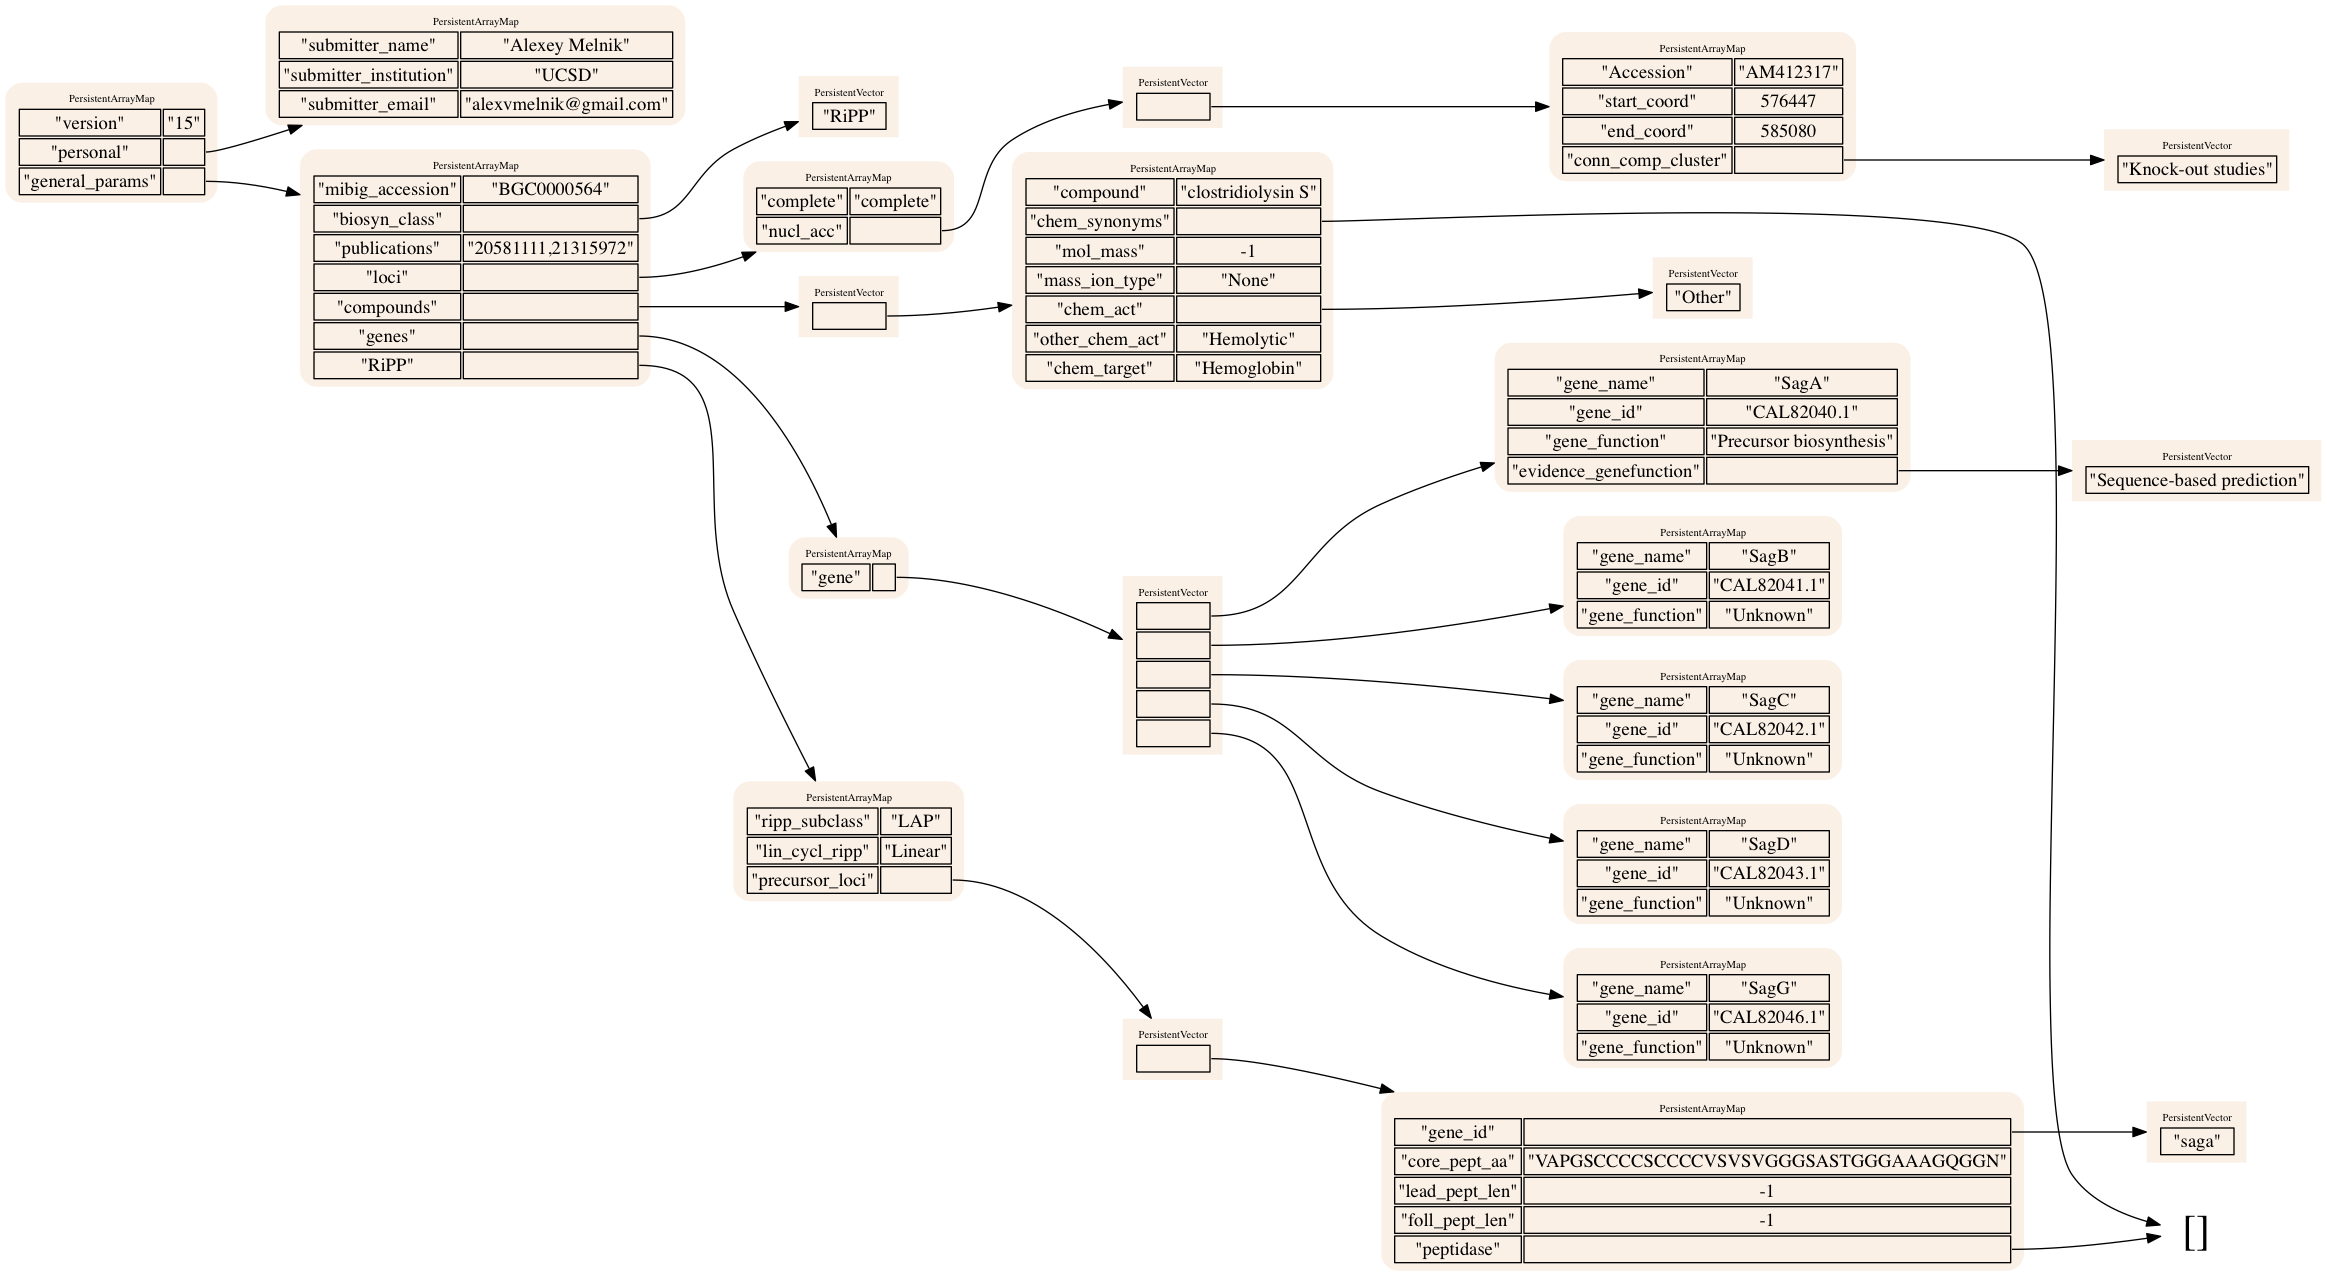 PersistentArrayMap
"version" "15"
"personal"
"general_params"
PersistentArrayMap
"submitter_name" "Alexey Melnik"
"submitter_institution" "UCSD"
"submitter_email" "alexvmelnik@gmail.com"
PersistentArrayMap
"mibig_accession" "BGC0000564"
"biosyn_class"
"publications" "20581111,21315972"
"loci"
"compounds"
"genes"
"RiPP"
PersistentVector
"RiPP"
PersistentArrayMap
"complete" "complete"
"nucl_acc"
PersistentVector
PersistentVector
PersistentArrayMap
"Accession" "AM412317"
"start_coord" 576447
"end_coord" 585080
"conn_comp_cluster"
PersistentVector
"Knock-out studies"
PersistentArrayMap
"compound" "clostridiolysin S"
"chem_synonyms"
"mol_mass" -1
"mass_ion_type" "None"
"chem_act"
"other_chem_act" "Hemolytic"
"chem_target" "Hemoglobin"
PersistentVector
"Other"
PersistentArrayMap
"gene"
PersistentVector
PersistentArrayMap
"gene_name" "SagA"
"gene_id" "CAL82040.1"
"gene_function" "Precursor biosynthesis"
"evidence_genefunction"
PersistentVector
"Sequence-based prediction"
PersistentArrayMap
"gene_name" "SagB"
"gene_id" "CAL82041.1"
"gene_function" "Unknown"
PersistentArrayMap
"gene_name" "SagC"
"gene_id" "CAL82042.1"
"gene_function" "Unknown"
PersistentArrayMap
"gene_name" "SagD"
"gene_id" "CAL82043.1"
"gene_function" "Unknown"
PersistentArrayMap
"gene_name" "SagG"
"gene_id" "CAL82046.1"
"gene_function" "Unknown"
PersistentArrayMap
"ripp_subclass" "LAP"
"lin_cycl_ripp" "Linear"
"precursor_loci"
PersistentVector
PersistentArrayMap
"gene_id"
"core_pept_aa" "VAPGSCCCCSCCCCVSVSVGGGSASTGGGAAAGQGGN"
"lead_pept_len" -1
"foll_pept_len" -1
"peptidase"
PersistentVector
"saga"
[]